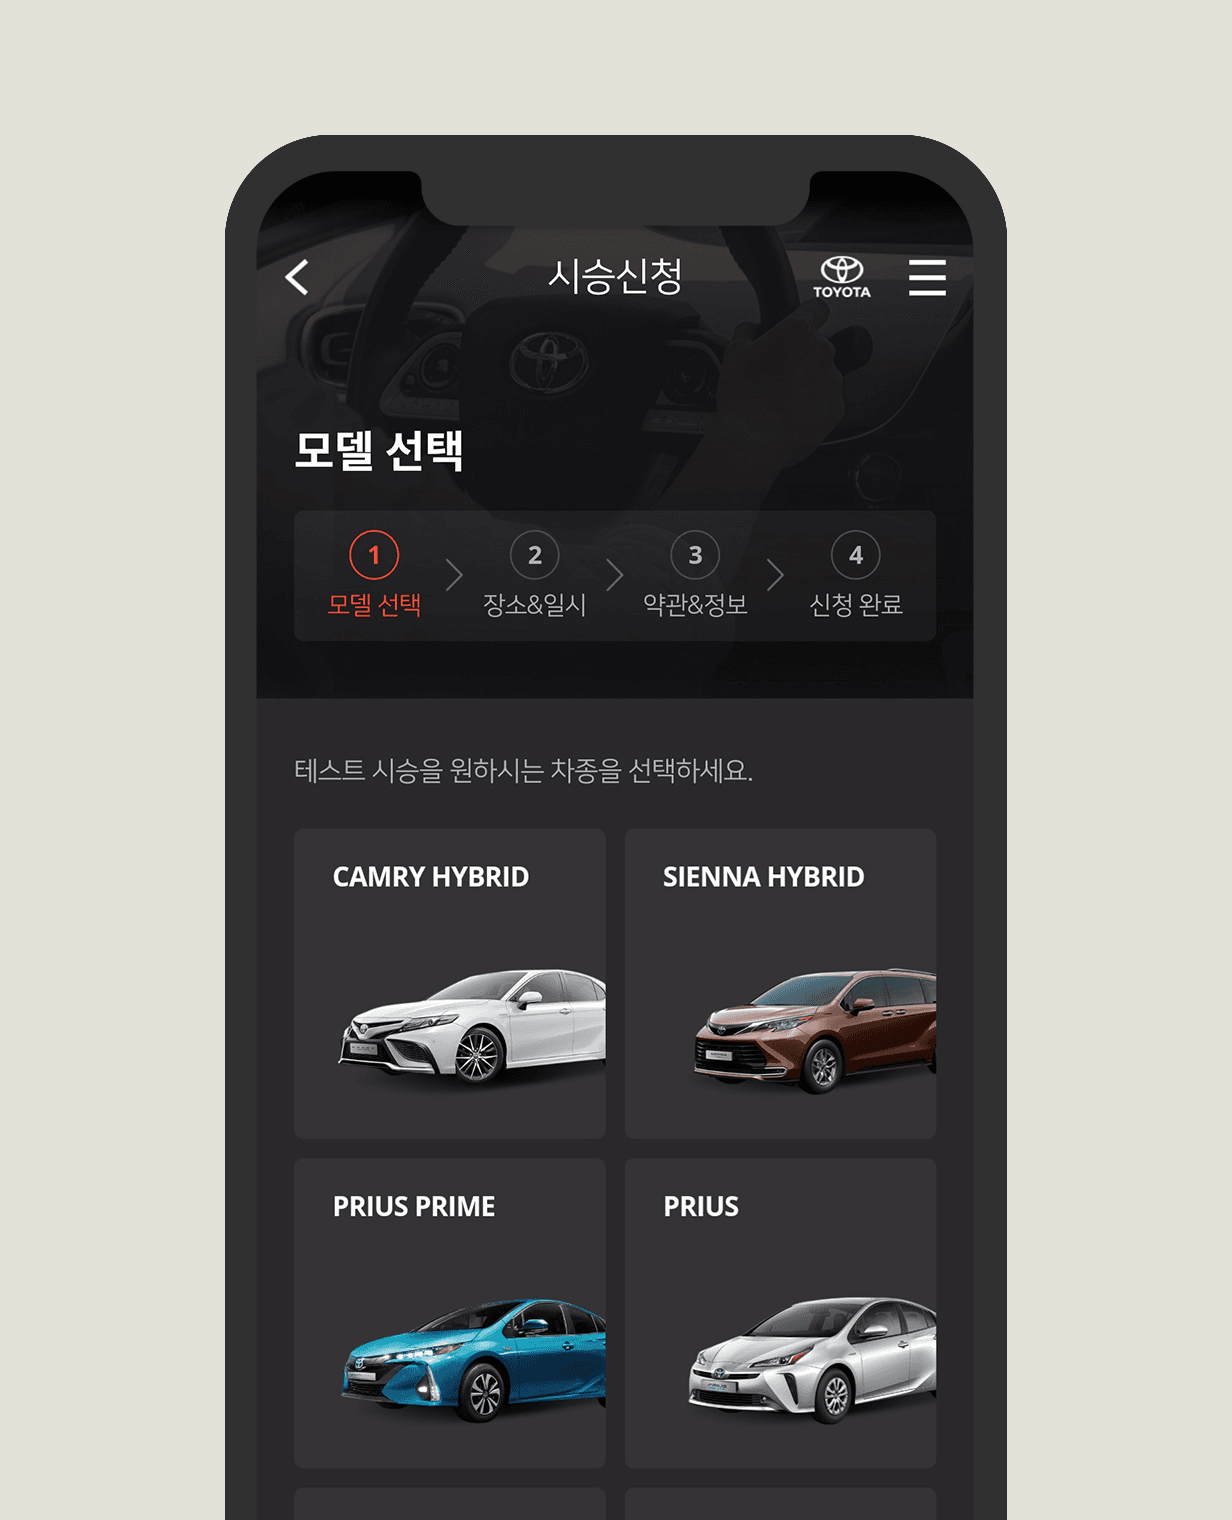 시승신청
TOYOTA
모델 선택
1
모델 선택
2
장소&일시
3
약관&정보
4
신청 완료
테스트 시승을 원하시는 차종을 선택하세요.
CAMRY HYBRID
SIENNA HYBRID
PRIUS PRIME
PRIUS